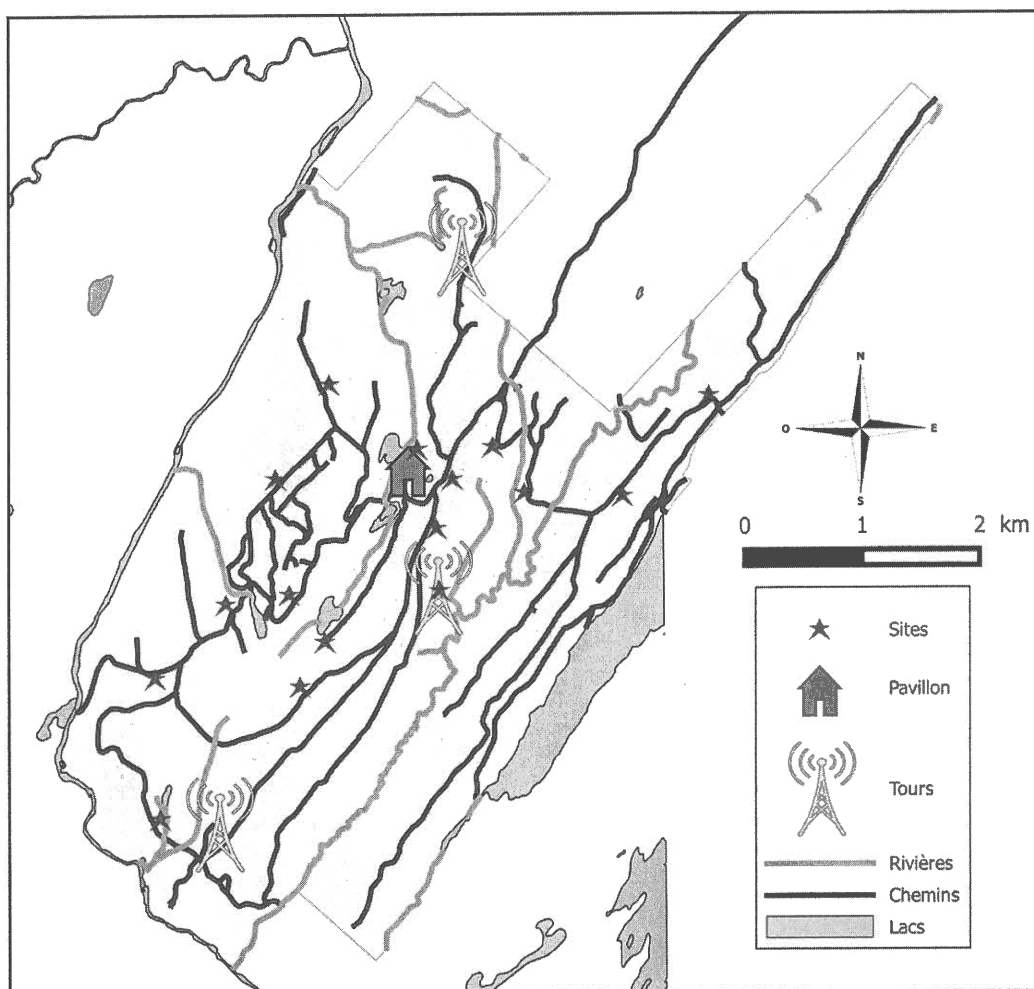 N
O E
S
0 1 2 km
Sites
Pavillon
Tours
Rivières
Chemins
Lacs